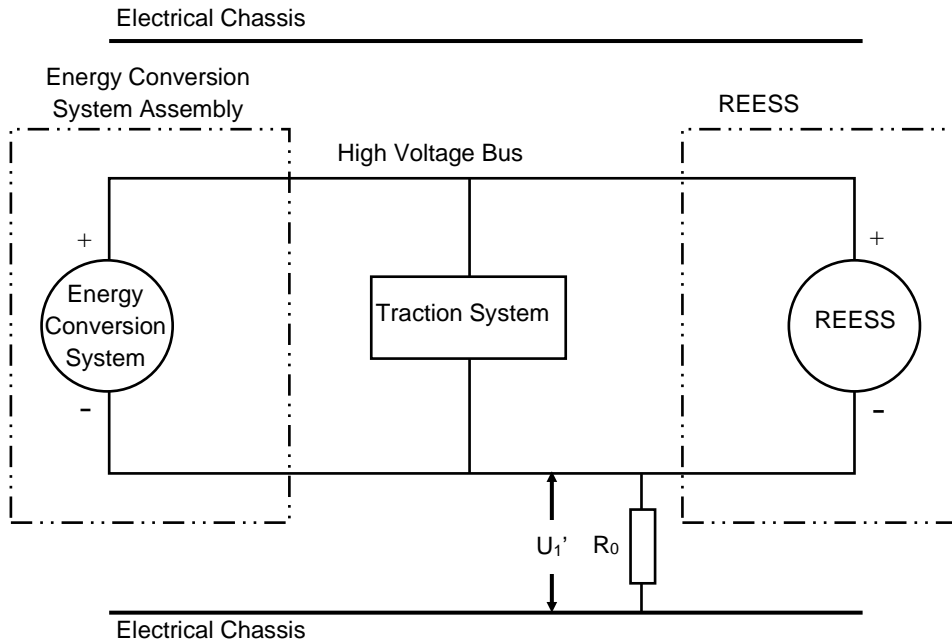 Electrical Chassis
Energy Conversion
System Assembly
REESS
High Voltage Bus
+
+
Energy
Conversion
System
Traction System
REESS
-
-
U₁’
R₀
Electrical Chassis